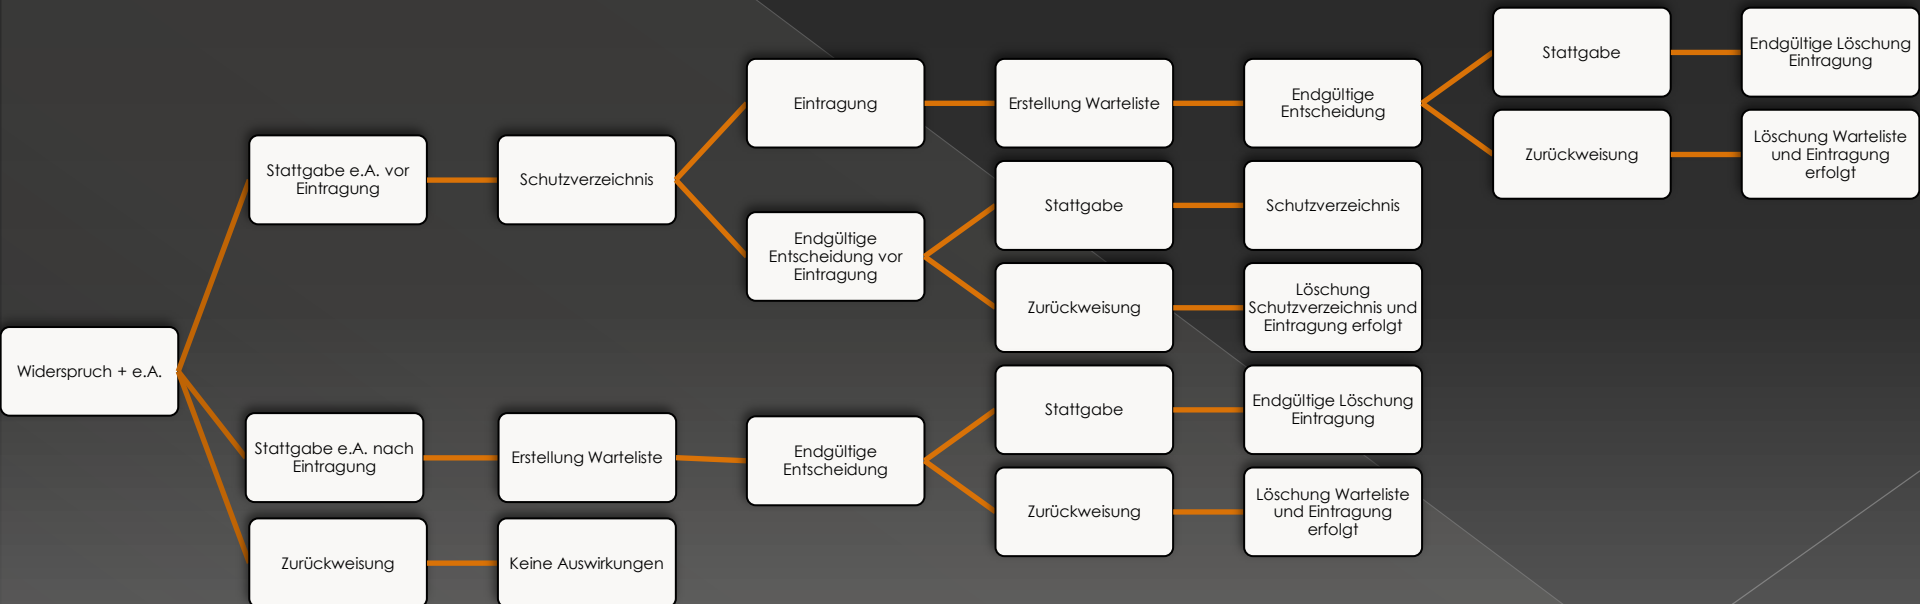 Widerspruch + e.A.
Stattgabe e.A. vor
Eintragung
Schutzverzeichnis
Eintragung
Erstellung Warteliste
Endgültige
Entscheidung
Stattgabe
Endgültige Löschung
Eintragung
Zurückweisung
Löschung Warteliste
und Eintragung
erfolgt
Endgültige
Entscheidung vor
Eintragung
Stattgabe
Schutzverzeichnis
Zurückweisung
Löschung
Schutzverzeichnis und
Eintragung erfolgt
Stattgabe e.A. nach
Eintragung
Erstellung Warteliste
Endgültige
Entscheidung
Stattgabe
Endgültige Löschung
Eintragung
Zurückweisung
Löschung Warteliste
und Eintragung
erfolgt
Zurückweisung
Keine Auswirkungen